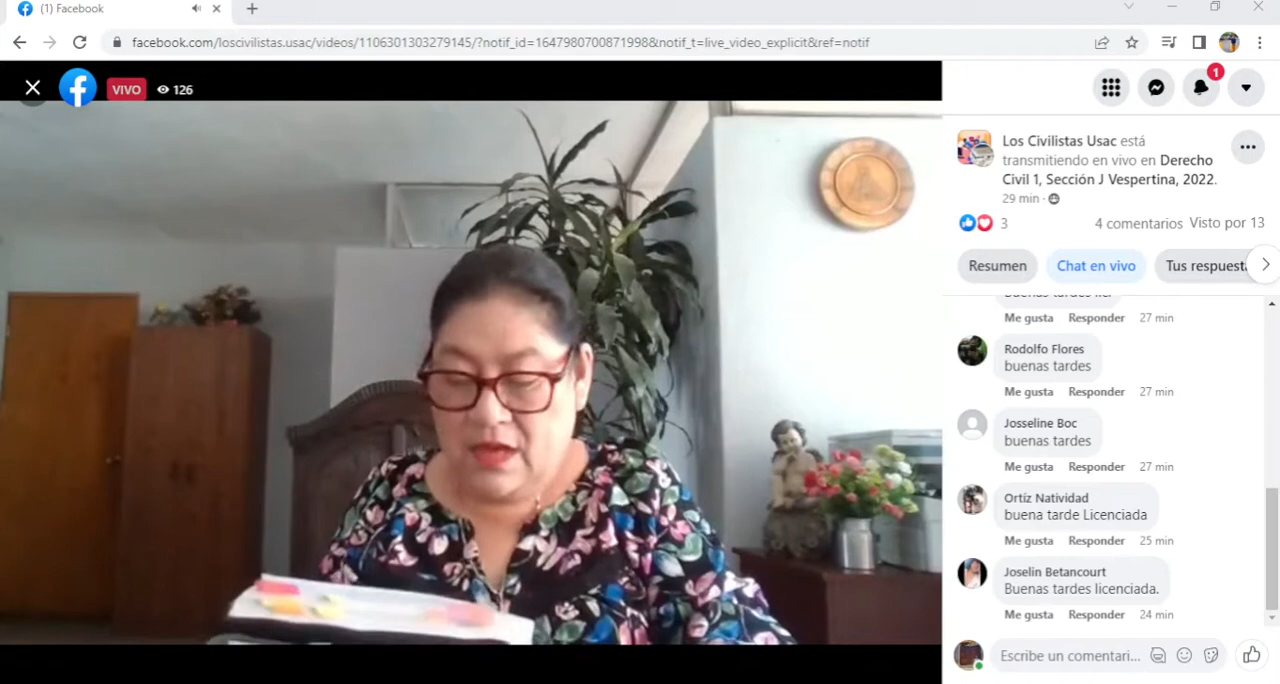 (1) Facebook
facebook.com/loscivilistas.usac/videos/1106301303279145/?notif_id=1647980700871998&notif_t=live_video_explicit&ref=notif
VIVO 126
1
Los Civilistas Usac está
transmitiendo en vivo en Derecho
Civil 1, Sección J Vespertina, 2022.
29 min ·
3 4 comentarios Visto por 13
Resumen Chat en vivo Tus respuest
Me gusta Responder 27 min
Rodolfo Flores
buenas tardes
Me gusta Responder 27 min
Josseline Boc
buenas tardes
Me gusta Responder 27 min
Ortíz Natividad
buena tarde Licenciada
Me gusta Responder 25 min
Joselin Betancourt
Buenas tardes licenciada.
Me gusta Responder 24 min
Escribe un comentari...